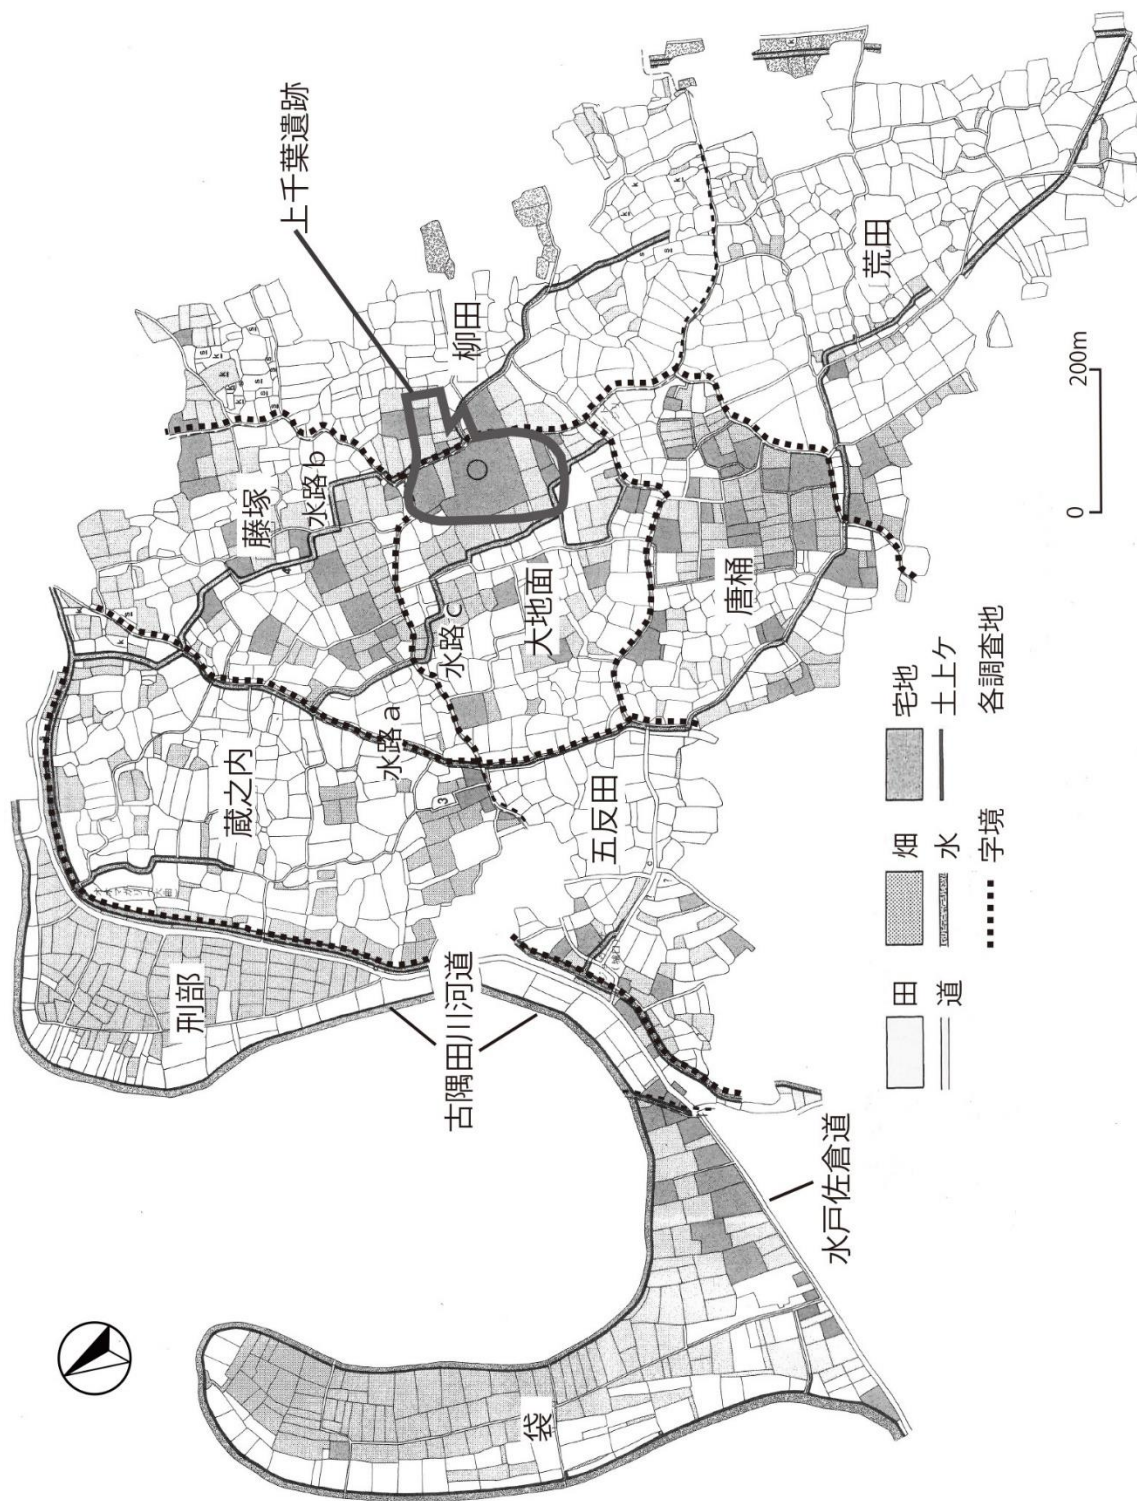 上千葉遺跡
柳田
荒田
藤塚
水路b
水路c
大地面
唐桶
蔵之内
水路a
3
五反田
刑部
古隅田川河道
水戸佐倉道
袋
田
畑
宅地
道
水
土上ケ
字境
各調査地
0
200m